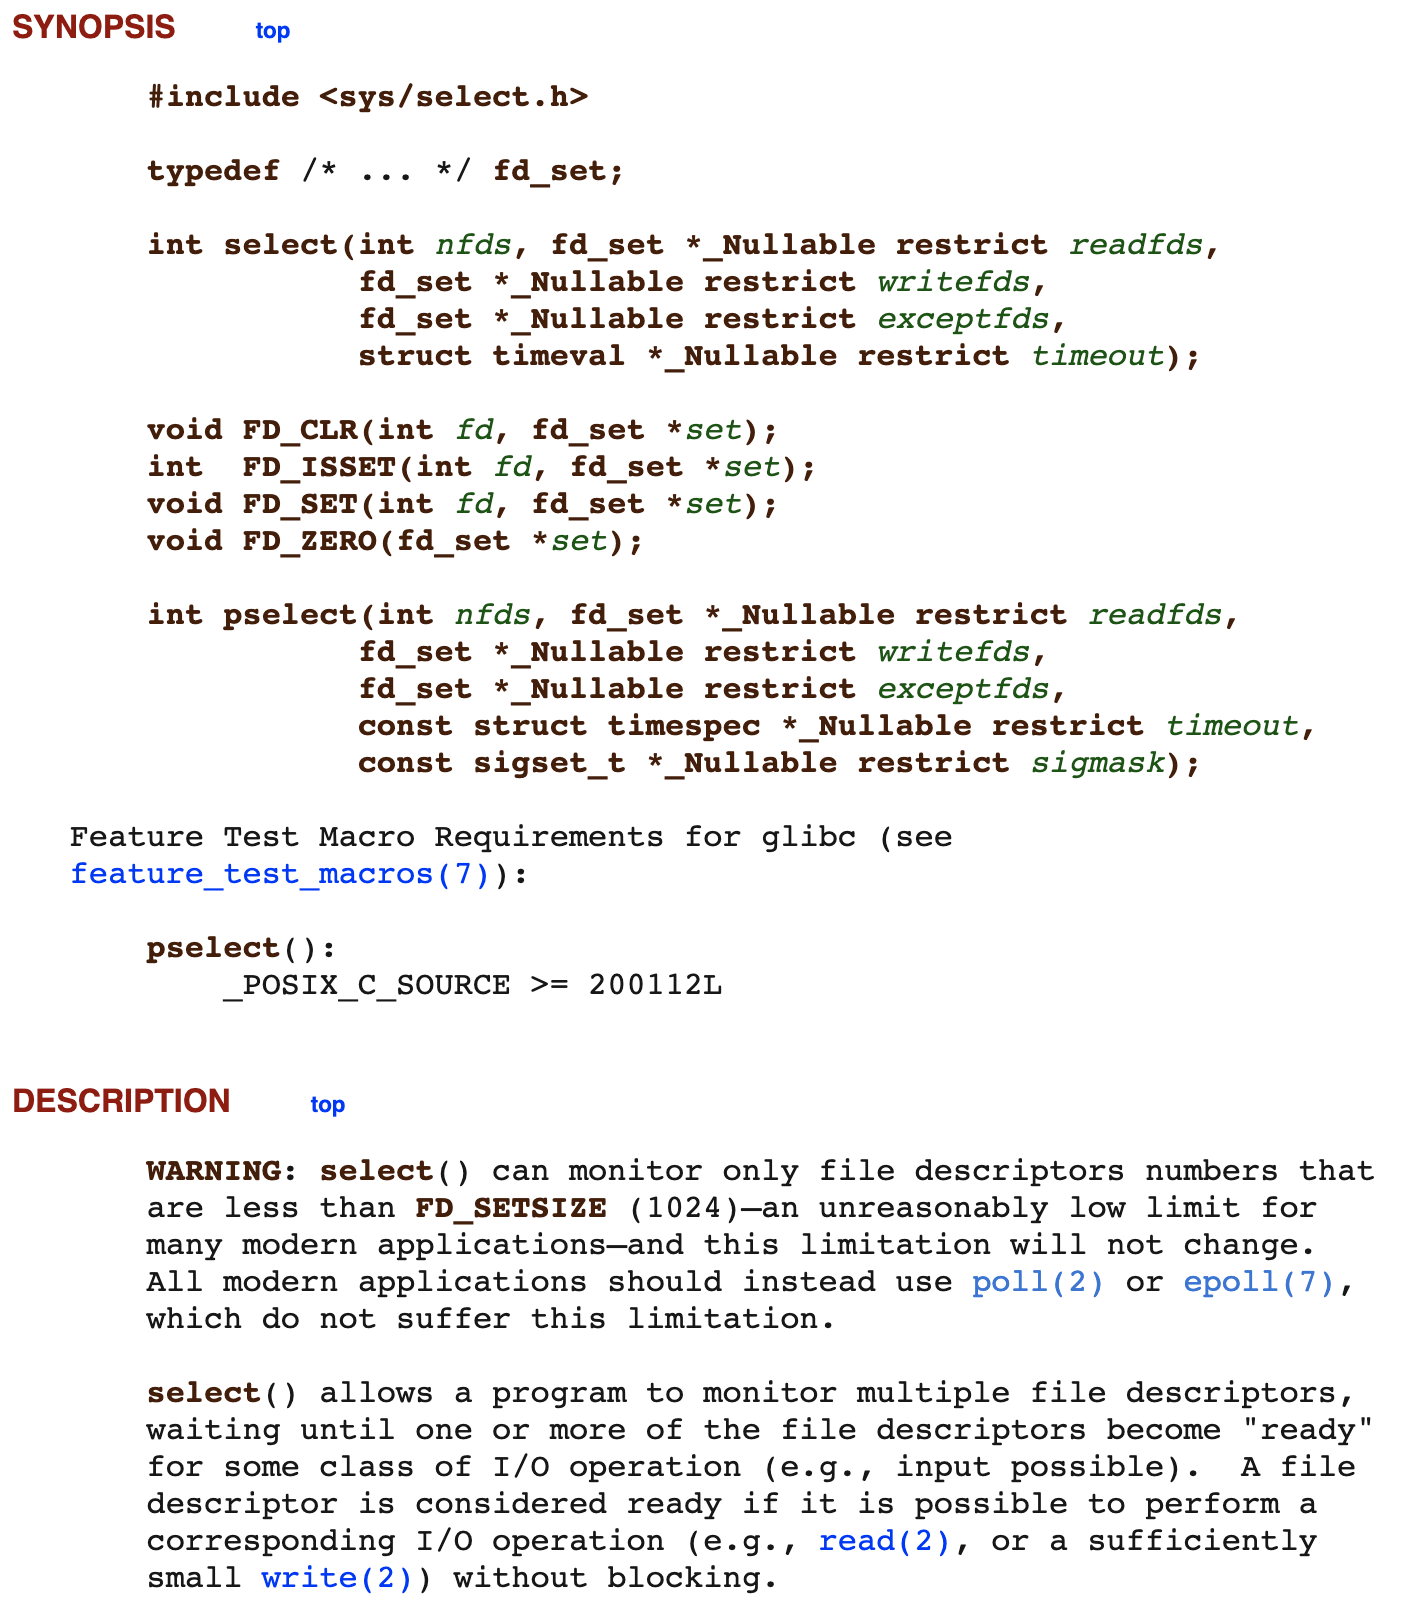 SYNOPSIS top
#include <sys/select.h>
typedef /* ... */ fd_set;
int select(int nfds, fd_set *_Nullable restrict readfds,
fd_set *_Nullable restrict writefds,
fd_set *_Nullable restrict exceptfds,
struct timeval *_Nullable restrict timeout);
void FD_CLR(int fd, fd_set *set);
int  FD_ISSET(int fd, fd_set *set);
void FD_SET(int fd, fd_set *set);
void FD_ZERO(fd_set *set);
int pselect(int nfds, fd_set *_Nullable restrict readfds,
fd_set *_Nullable restrict writefds,
fd_set *_Nullable restrict exceptfds,
const struct timespec *_Nullable restrict timeout,
const sigset_t *_Nullable restrict sigmask);
Feature Test Macro Requirements for glibc (see
feature_test_macros(7)):
pselect():
_POSIX_C_SOURCE >= 200112L
DESCRIPTION top
WARNING: select() can monitor only file descriptors numbers that
are less than FD_SETSIZE (1024)—an unreasonably low limit for
many modern applications—and this limitation will not change.
All modern applications should instead use poll(2) or epoll(7),
which do not suffer this limitation.
select() allows a program to monitor multiple file descriptors,
waiting until one or more of the file descriptors become "ready"
for some class of I/O operation (e.g., input possible).  A file
descriptor is considered ready if it is possible to perform a
corresponding I/O operation (e.g., read(2), or a sufficiently
small write(2)) without blocking.